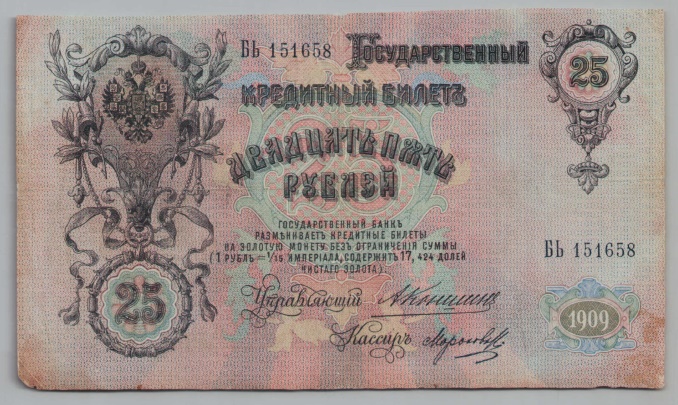 БЬ 151658
Государственный
25
Кредитный Билетъ
Двадцать пять
рублей
Государственный Банкъ
размѣниваетъ кредитные билеты
на золотую монету безъ ограниченія суммы
(1 рубль = 1/15 имперіала, содержитъ 17,424 долей
чистаго золота).
БЬ 151658
25
Управляющій
Кассиръ
1909